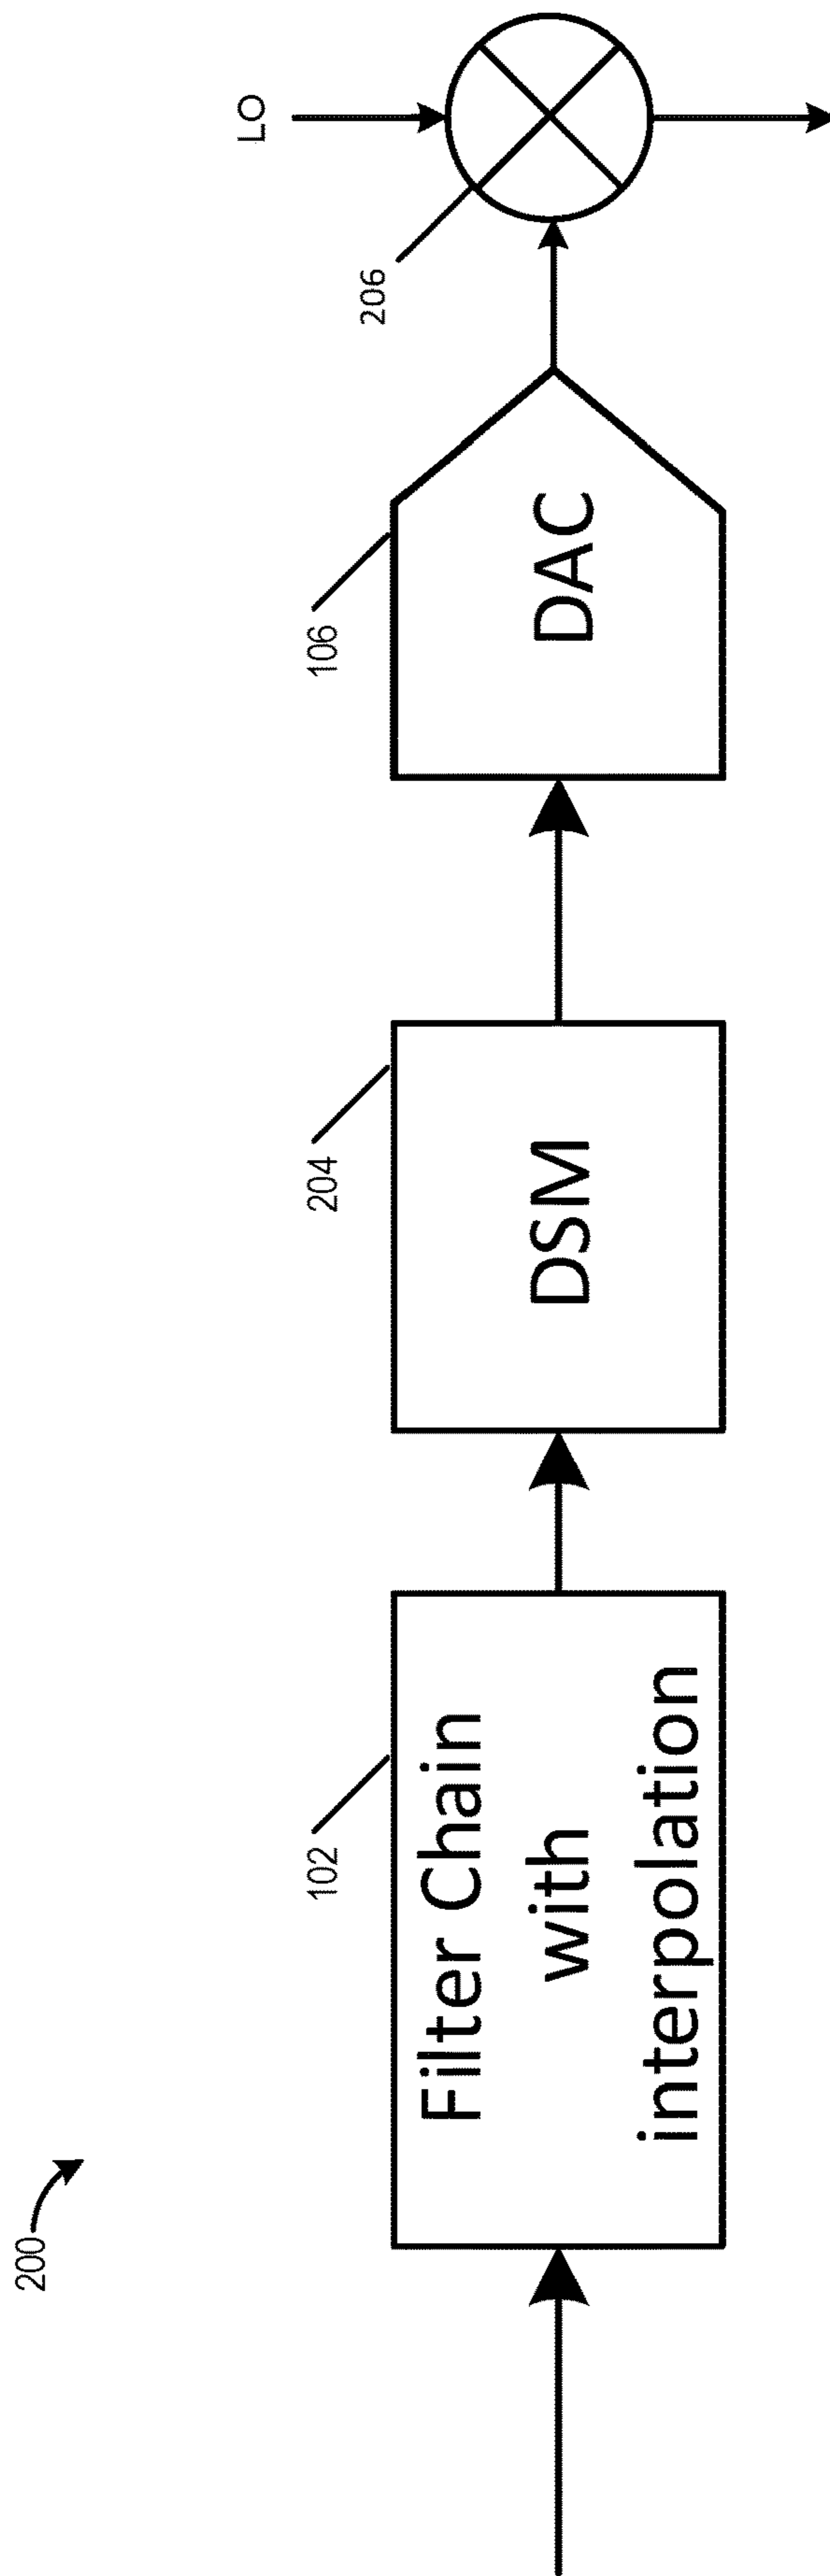 200
102
Filter Chain
with
interpolation
204
DSM
106
DAC
206
LO